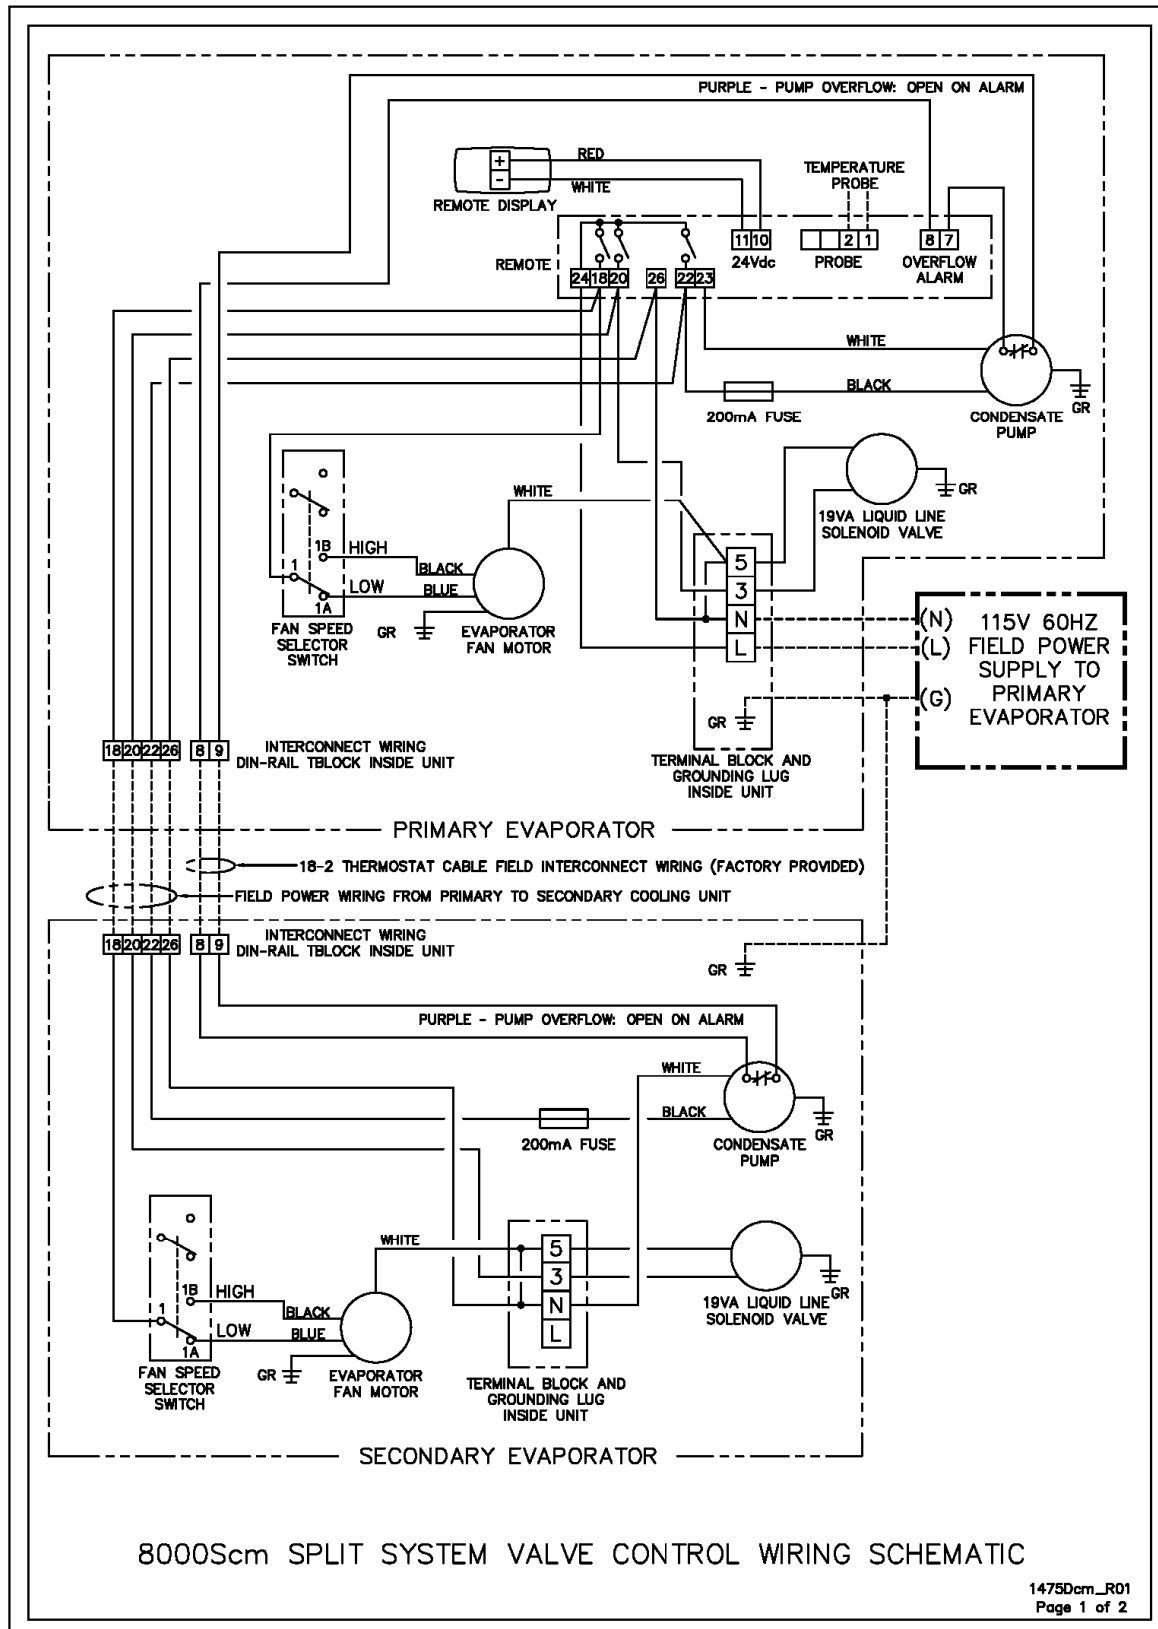 PURPLE - PUMP OVERFLOW: OPEN ON ALARM
RED
WHITE
+
-
REMOTE DISPLAY
TEMPERATURE
PROBE
REMOTE
24 18 20 26 22 23
11 10
24Vdc
2 1
PROBE
8 7
OVERFLOW
ALARM
WHITE
BLACK
200mA FUSE
CONDENSATE
PUMP
GR
WHITE
19VA LIQUID LINE
SOLENOID VALVE
GR
1B
HIGH
1
LOW
1A
BLACK
BLUE
FAN SPEED
SELECTOR
SWITCH
GR
EVAPORATOR
FAN MOTOR
5
3
N
L
GR
TERMINAL BLOCK AND
GROUNDING LUG
INSIDE UNIT
(N)
(L)
(G)
115V 60HZ
FIELD POWER
SUPPLY TO
PRIMARY
EVAPORATOR
18 20 22 26 8 9
INTERCONNECT WIRING
DIN-RAIL TBLOCK INSIDE UNIT
PRIMARY EVAPORATOR
18-2 THERMOSTAT CABLE FIELD INTERCONNECT WIRING (FACTORY PROVIDED)
FIELD POWER WIRING FROM PRIMARY TO SECONDARY COOLING UNIT
18 20 22 26 8 9
INTERCONNECT WIRING
DIN-RAIL TBLOCK INSIDE UNIT
GR
PURPLE - PUMP OVERFLOW: OPEN ON ALARM
WHITE
BLACK
200mA FUSE
CONDENSATE
PUMP
GR
WHITE
5
3
N
L
19VA LIQUID LINE
SOLENOID VALVE
GR
1B
HIGH
1
LOW
1A
BLACK
BLUE
FAN SPEED
SELECTOR
SWITCH
GR
EVAPORATOR
FAN MOTOR
TERMINAL BLOCK AND
GROUNDING LUG
INSIDE UNIT
SECONDARY EVAPORATOR
8000Scm SPLIT SYSTEM VALVE CONTROL WIRING SCHEMATIC
1475Dcm_R01
Page 1 of 2